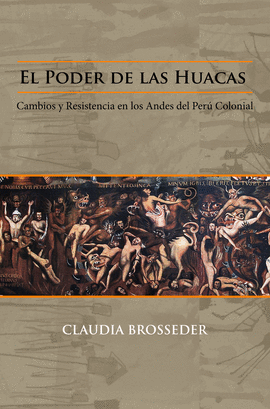 El Poder de las Huacas
Cambios y Resistencia en los Andes del Perú Colonial
Claudia Brosseder